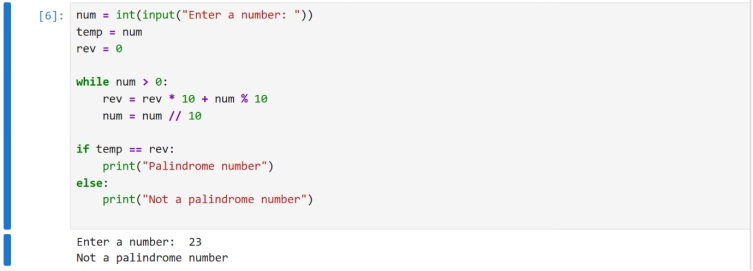 [6]: num = int(input("Enter a number: "))
temp = num
rev = 0
while num > 0:
    rev = rev * 10 + num % 10
    num = num // 10
if temp == rev:
    print("Palindrome number")
else:
    print("Not a palindrome number")
Enter a number:  23
Not a palindrome number